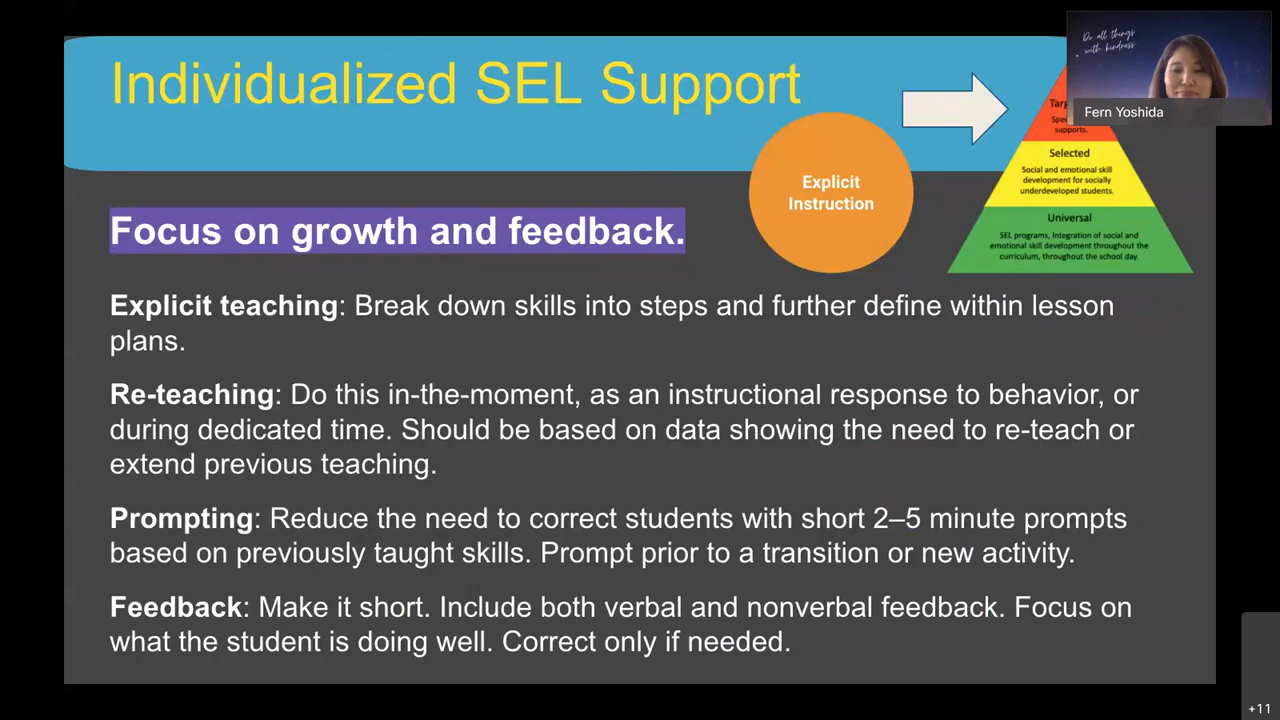 Individualized SEL Support
Do all things
with kindness
Fern Yoshida
supports.
Explicit
Instruction
Selected
Social and emotional skill
development for socially
underdeveloped students.
Universal
SEL programs, Integration of social and
emotional skill development throughout the
curriculum, throughout the school day.
Focus on growth and feedback.
Explicit teaching: Break down skills into steps and further define within lesson
plans.
Re-teaching: Do this in-the-moment, as an instructional response to behavior, or
during dedicated time. Should be based on data showing the need to re-teach or
extend previous teaching.
Prompting: Reduce the need to correct students with short 2–5 minute prompts
based on previously taught skills. Prompt prior to a transition or new activity.
Feedback: Make it short. Include both verbal and nonverbal feedback. Focus on
what the student is doing well. Correct only if needed.
+11